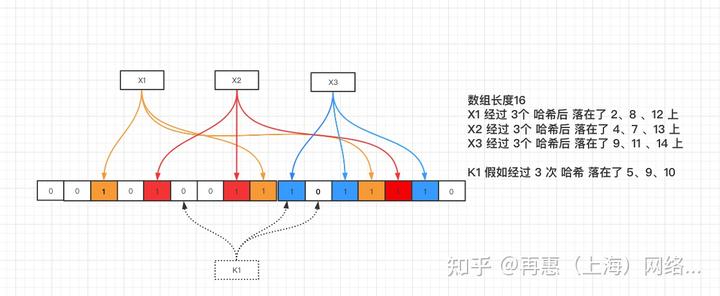 X1 X2 X3
数组长度16
X1 经过 3个 哈希后 落在了 2、8 、12 上
X2 经过 3个 哈希后 落在了 4、7 、13 上
X3 经过 3个 哈希后 落在了 9、11 、14 上
K1 假如经过 3 次 哈希 落在了 5、9、10
0 0 1 0 1 0 0 1 1 1 0 1 1 1 1 0
K1
知乎 @再惠（上海）网络...